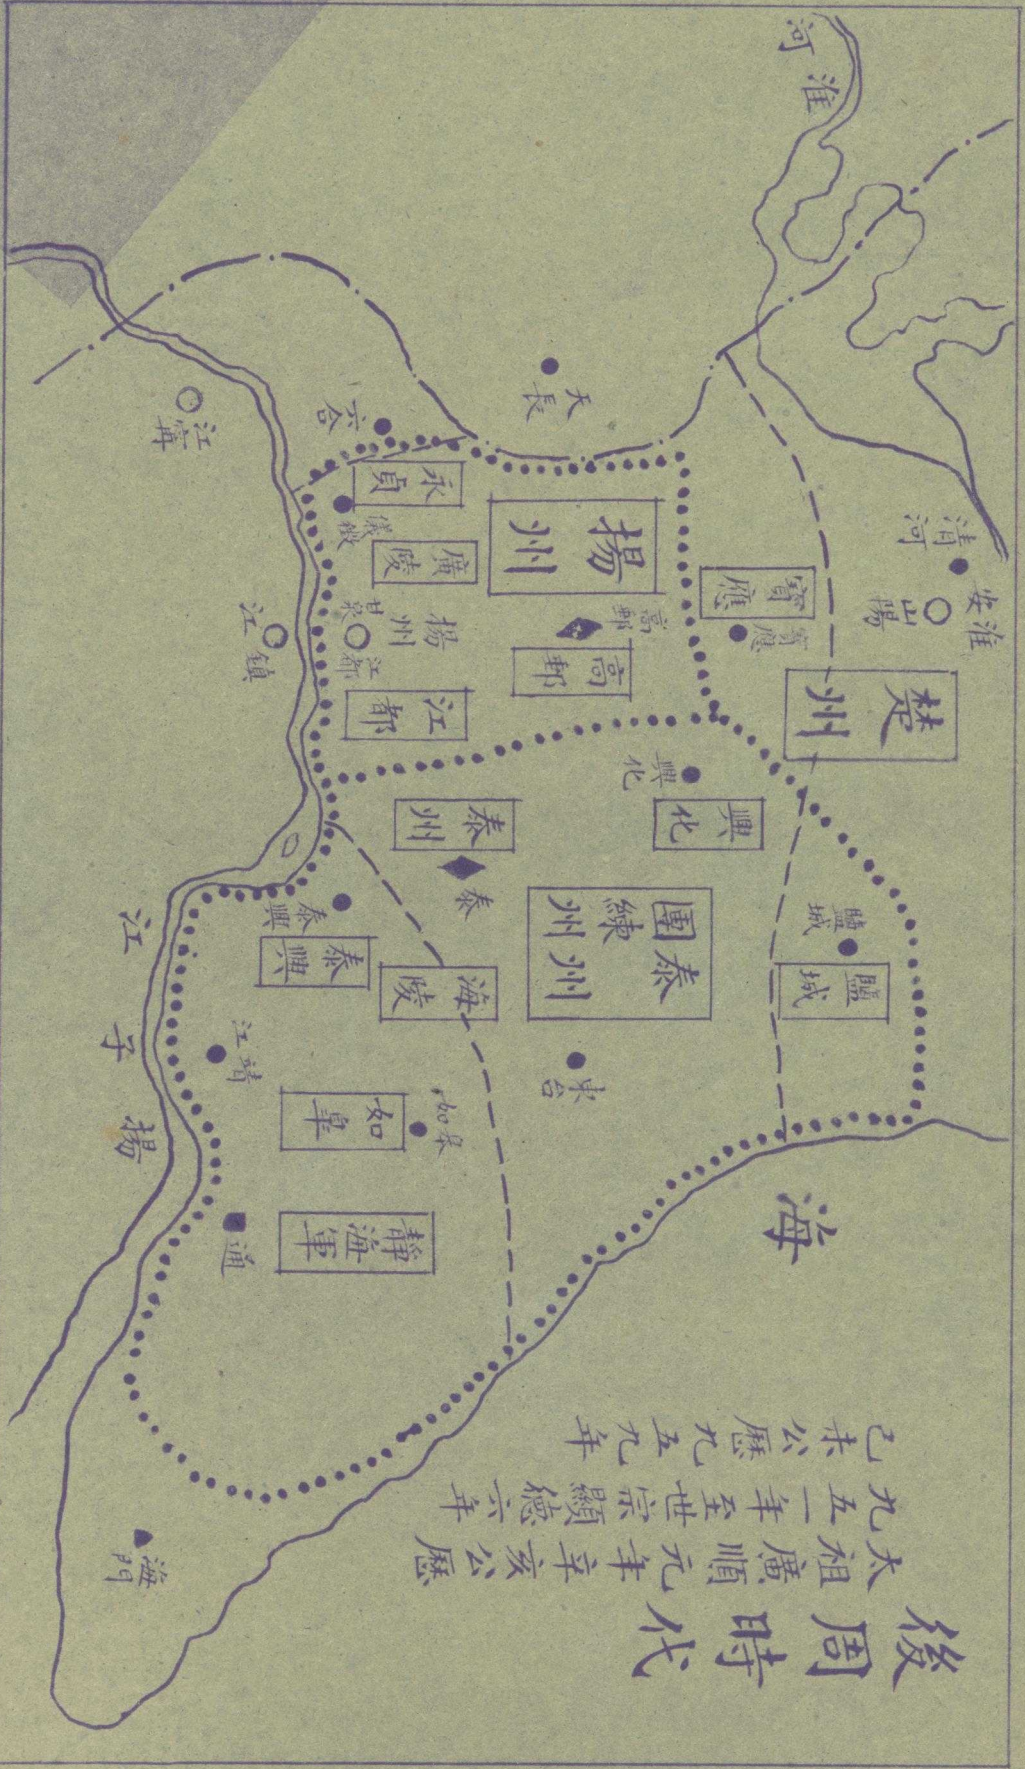 後周時代
太祖廣順元年辛亥公歷
九五一年至世宗顯德六年
己未公歷九五九年
海
淮河
清河
淮安
山陽
楚州
寶應
寶應
鹽城
鹽城
天長
揚州
高郵
高郵
興化
興化
六合
永貞
儀徵
廣陵
揚州
甘泉
江都
江都
泰州
泰
泰州
團練州
東台
海陵
泰興
泰興
靖江
如皋
如皐
靜海軍
通
海門
江寧
鎮江
揚子江